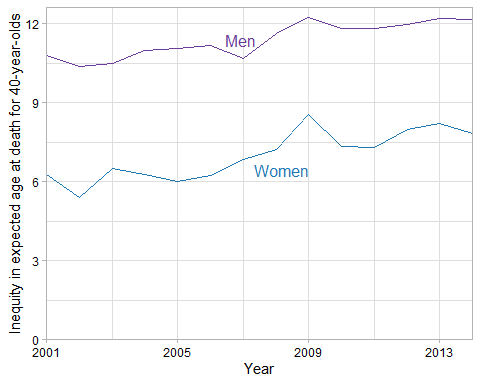 Inequity in expected age at death for 40-year-olds
12
9
6
3
0
Men
Women
2001 2005 2009 2013
Year